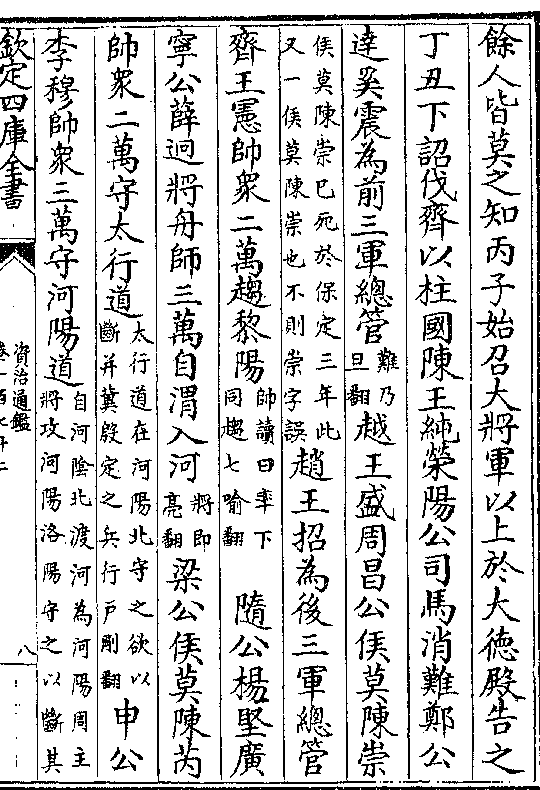 餘人皆莫之知丙子始召大將軍以上於大德殿告之
丁丑下詔伐齊以柱國陳王純滎陽公司馬消難鄭公
達奚震為前三軍總管難乃旦翻越王盛周昌公侯莫陳崇
侯莫陳崇已死於保定三年此又一侯莫陳崇也不則崇字誤趙王招為後三軍總管
齊王憲帥衆二萬趨黎陽帥讀曰率下同趨七喻翻隨公楊堅廣
寧公薛迥將舟師三萬自渭入河將即亮翻梁公侯莫陳芮
帥衆二萬守太行道太行道在河陽北守之欲以斷并冀殷定之兵行戶剛翻申公
李穆帥衆三萬守河陽道自河陰北渡河為河陽周主將攻河陽洛陽守之以斷其
欽定四庫全書
資治通鑑
卷一百七十二
八